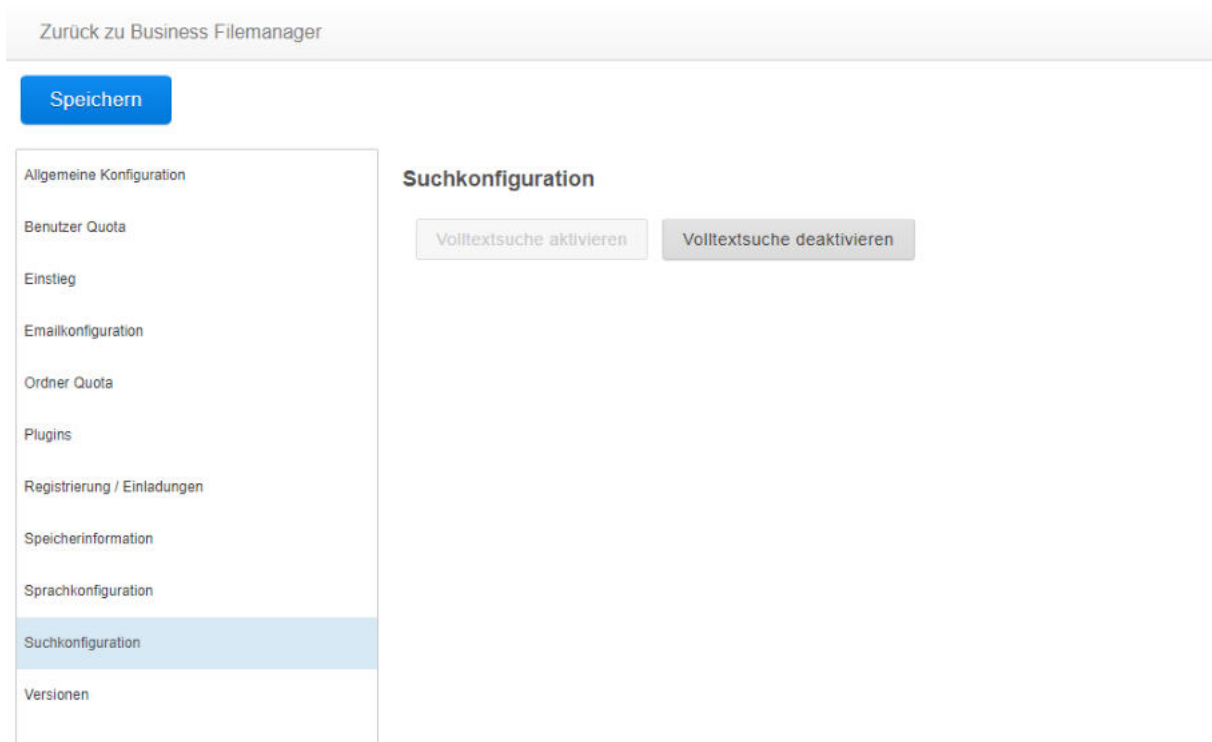 Zurück zu Business Filemanager
Speichern
Allgemeine Konfiguration
Benutzer Quota
Einstieg
Emailkonfiguration
Ordner Quota
Plugins
Registrierung / Einladungen
Speicherinformation
Sprachkonfiguration
Suchkonfiguration
Versionen
Suchkonfiguration
Volltextsuche aktivieren Volltextsuche deaktivieren